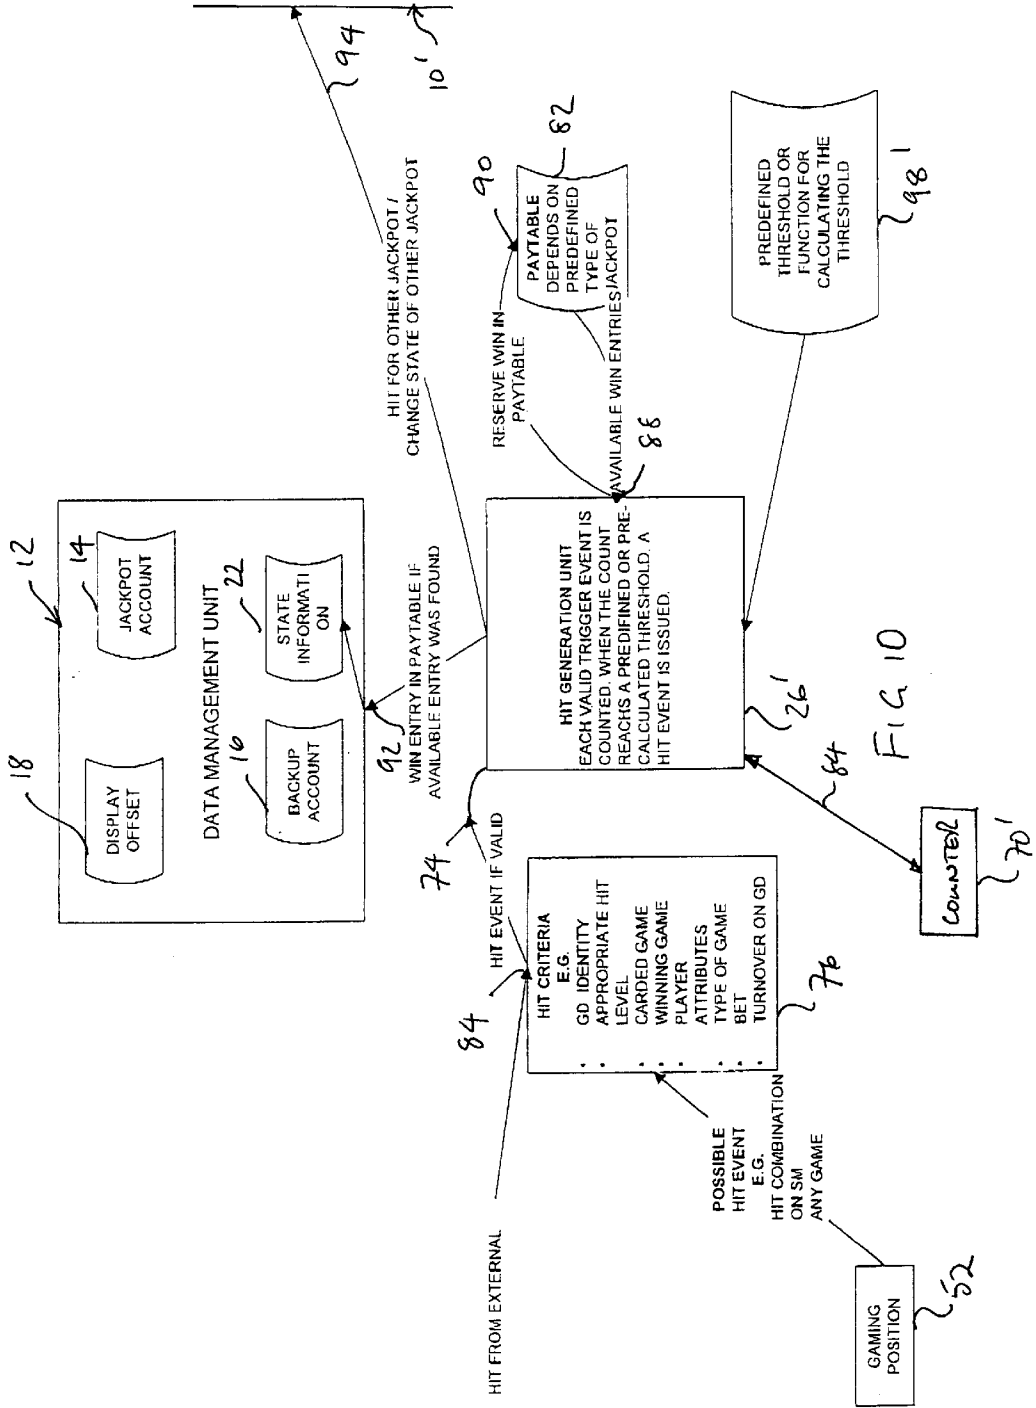 12
14
JACKPOT
ACCOUNT
18
DISPLAY
OFFSET
DATA MANAGEMENT UNIT
22
STATE
INFORMATI
ON
16
BACKUP
ACCOUNT
94
10'
HIT FOR OTHER JACKPOT /
CHANGE STATE OF OTHER JACKPOT
92
WIN ENTRY IN PAYTABLE IF
AVAILABLE ENTRY WAS FOUND
90
82
RESERVE WIN IN
PAYTABLE
PAYTABLE
DEPENDS ON
PREDEFINED
TYPE OF
JACKPOT
AVAILABLE WIN ENTRIES
88
74
HIT EVENT IF VALID
HIT GENERATION UNIT
EACH VALID TRIGGER EVENT IS
COUNTED. WHEN THE COUNT
REACHS A PREDIFINED OR PRE-
CALCULATED THRESHOLD. A
HIT EVENT IS ISSUED.
26'
PREDEFINED
THRESHOLD OR
FUNCTION FOR
CALCULATING THE
THRESHOLD
98'
84
HIT FROM EXTERNAL
HIT CRITERIA
E.G.
• GD IDENTITY
• APPROPRIATE HIT
LEVEL
• CARDED GAME
• WINNING GAME
• PLAYER
ATTRIBUTES
• TYPE OF GAME
• BET
• TURNOVER ON GD
76
84
COUNTER
70'
POSSIBLE
HIT EVENT
E.G.
HIT COMBINATION
ON SM
ANY GAME
GAMING
POSITION
52
FIG 10